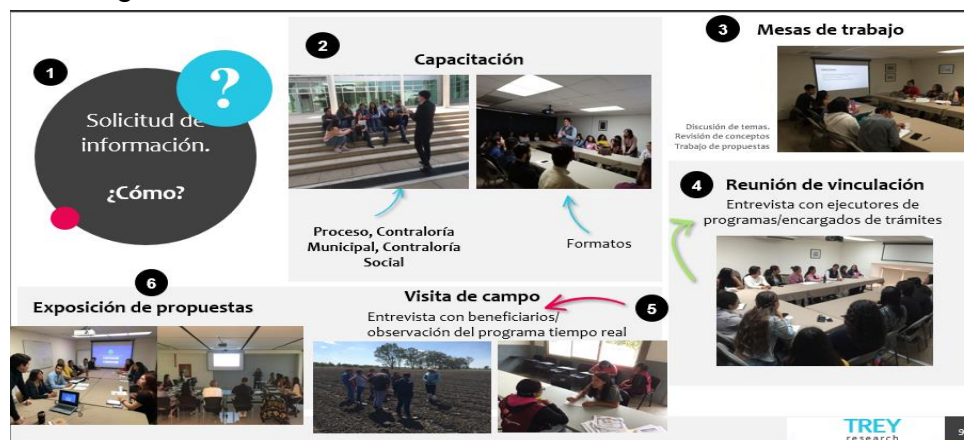 1
?
Solicitud de
información.
¿Cómo?
2
Capacitación
Proceso, Contraloría
Municipal, Contraloría
Social
Formatos
3
Mesas de trabajo
Discusión de temas.
Revisión de conceptos
Trabajo de propuestas
4
Reunión de vinculación
Entrevista con ejecutores de
programas/encargados de trámites
5
Visita de campo
Entrevista con beneficiarios/
observación del programa tiempo real
6
Exposición de propuestas
TREY
research
9